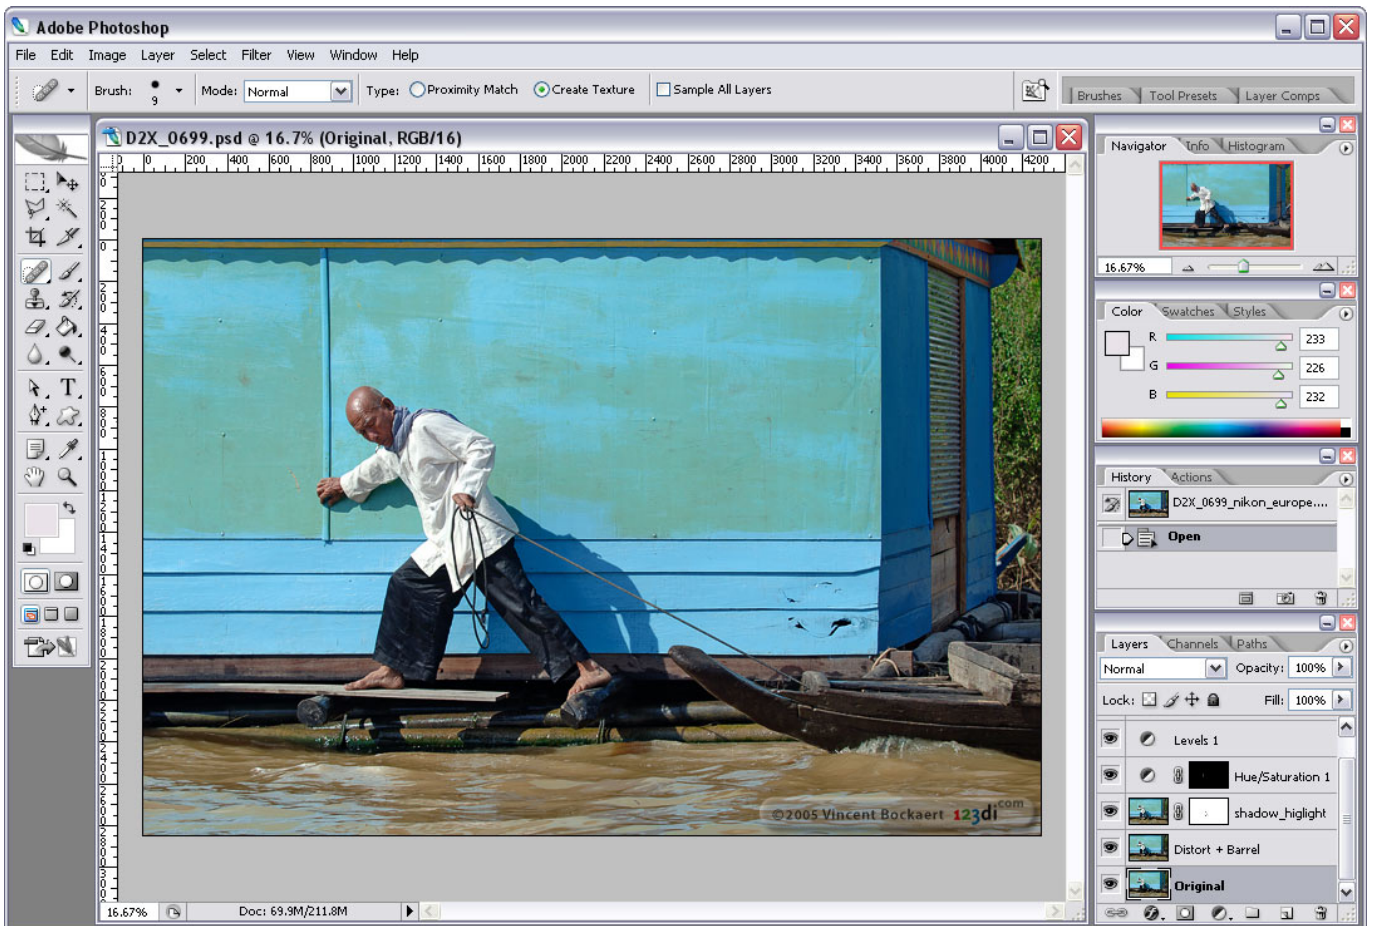 Adobe Photoshop
File Edit Image Layer Select Filter View Window Help
Brush: 9 Mode: Normal Type: Proximity Match Create Texture Sample All Layers
Brushes Tool Presets Layer Comps
D2X_0699.psd @ 16.7% (Original, RGB/16)
0 200 400 600 800 1000 1200 1400 1600 1800 2000 2200 2400 2600 2800 3000 3200 3400 3600 3800 4000 4200
Navigator Info Histogram
16.67%
Color Swatches Styles
R 233
G 226
B 232
History Actions
D2X_0699_nikon_europe....
Open
Layers Channels Paths
Normal Opacity: 100%
Lock: Fill: 100%
Levels 1
Hue/Saturation 1
shadow_higlight
Distort + Barrel
Original
©2005 Vincent Bockaert 123di.com
16.67% Doc: 69.9M/211.8M